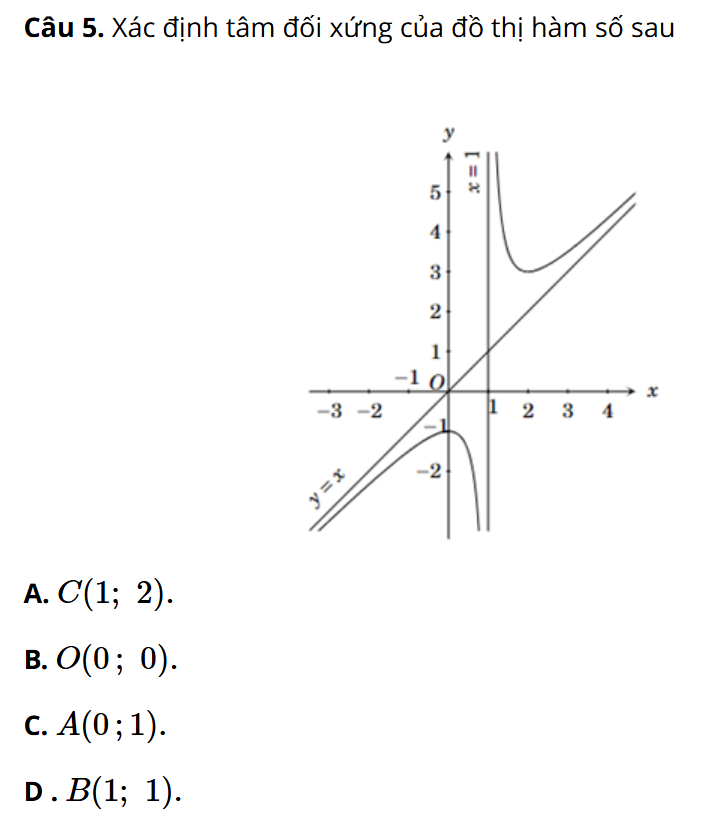 Câu 5. Xác định tâm đối xứng của đồ thị hàm số sau
y
x = 1
5
4
3
2
1
−1 O
x
−3 −2
1 2 3 4
−1
−2
y = x
A. C(1; 2).
B. O(0 ; 0).
C. A(0 ; 1).
D . B(1; 1).